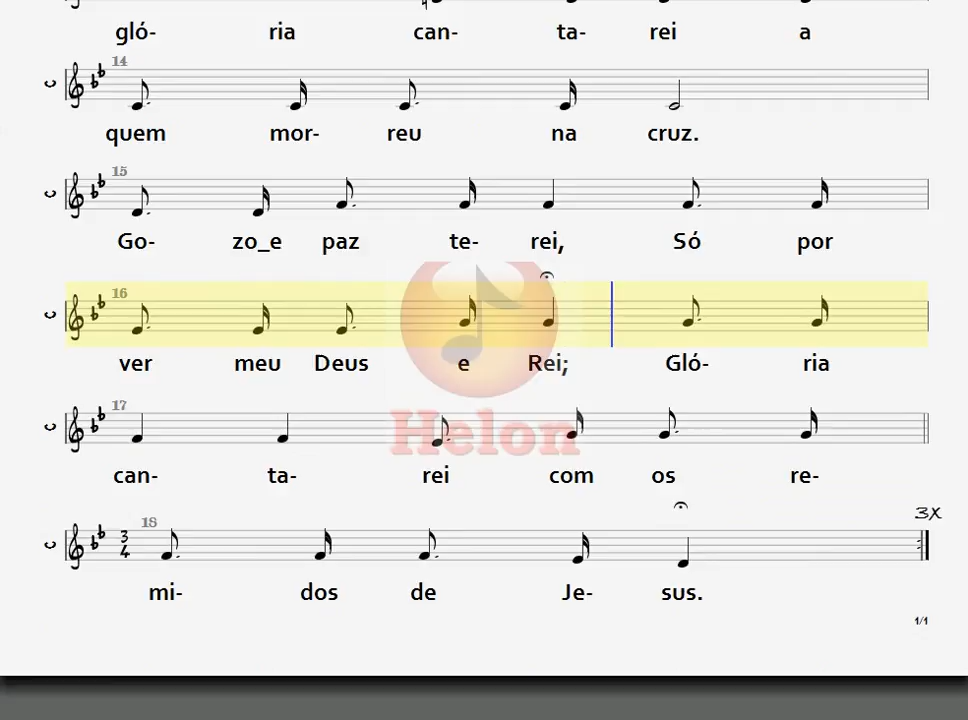 gló- ria can- ta- rei a
14
quem mor- reu na cruz.
15
Go- zo_e paz te- rei, Só por
16
ver meu Deus e Rei; Gló- ria
Helon
17
can- ta- rei com os re-
3X
18
3
4
mi- dos de Je- sus.
1/1